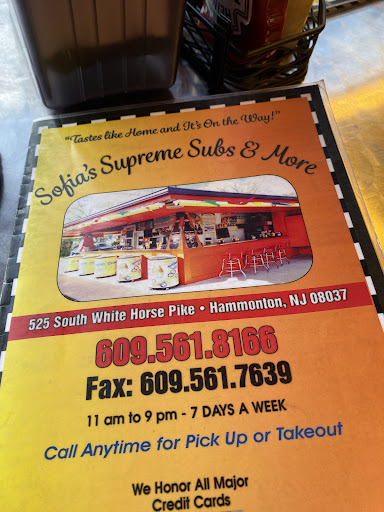 "Tastes like Home and It's On the Way!"
Sofia's Supreme Subs & More
525 South White Horse Pike • Hammonton, NJ 08037
609.561.8166
Fax: 609.561.7639
11 am to 9 pm - 7 DAYS A WEEK
Call Anytime for Pick Up or Takeout
We Honor All Major
Credit Cards